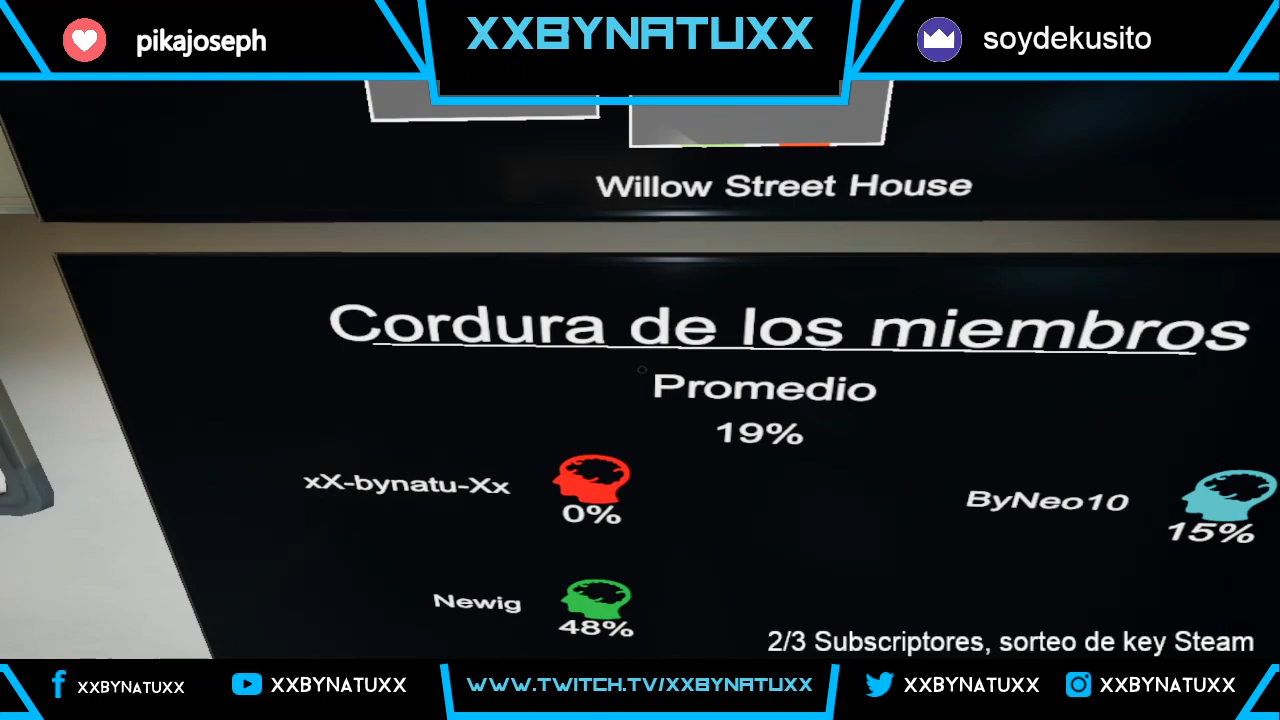 pikajoseph
XXBYNATUXX
soydekusito
Willow Street House
Cordura de los miembros
Promedio
19%
xX-bynatu-Xx
0%
ByNeo10
15%
Newig
48%
2/3 Subscriptores, sorteo de key Steam
XXBYNATUXX
XXBYNATUXX
WWW.TWITCH.TV/XXBYNATUXX
XXBYNATUXX
XXBYNATUXX